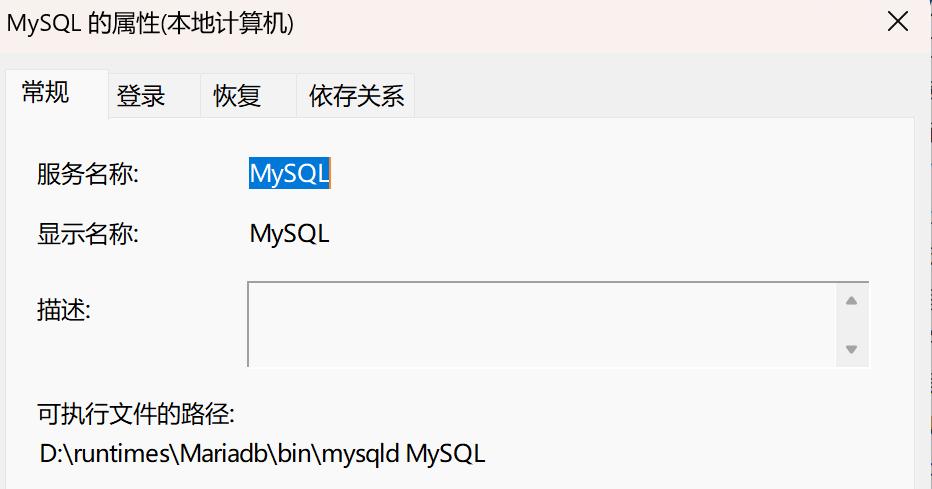 MySQL 的属性(本地计算机)
常规 登录 恢复 依存关系
服务名称: MySQL
显示名称: MySQL
描述:
可执行文件的路径:
D:\runtimes\Mariadb\bin\mysqld MySQL